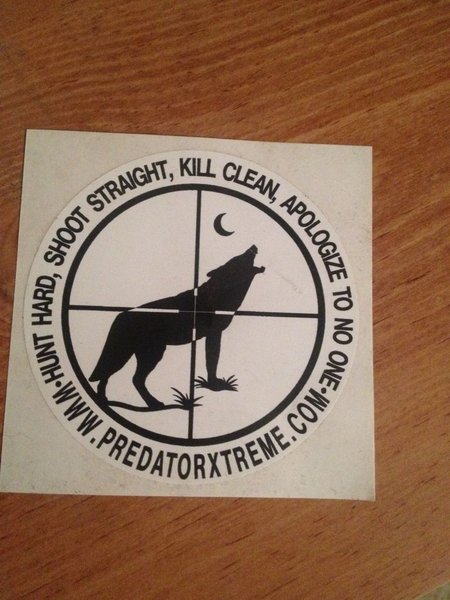 •HUNT HARD, SHOOT STRAIGHT, KILL CLEAN, APOLOGIZE TO NO ONE•
WWW.PREDATORXTREME.COM